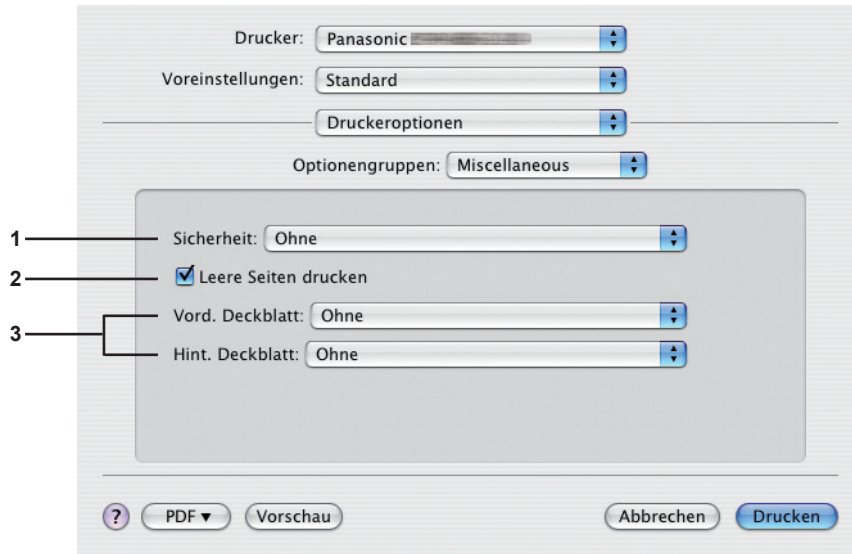 Drucker: Panasonic
Voreinstellungen: Standard
Druckeroptionen
Optionengruppen: Miscellaneous
1 Sicherheit: Ohne
2 Leere Seiten drucken
3 Vord. Deckblatt: Ohne
Hint. Deckblatt: Ohne
? PDF ▼ Vorschau Abbrechen Drucken